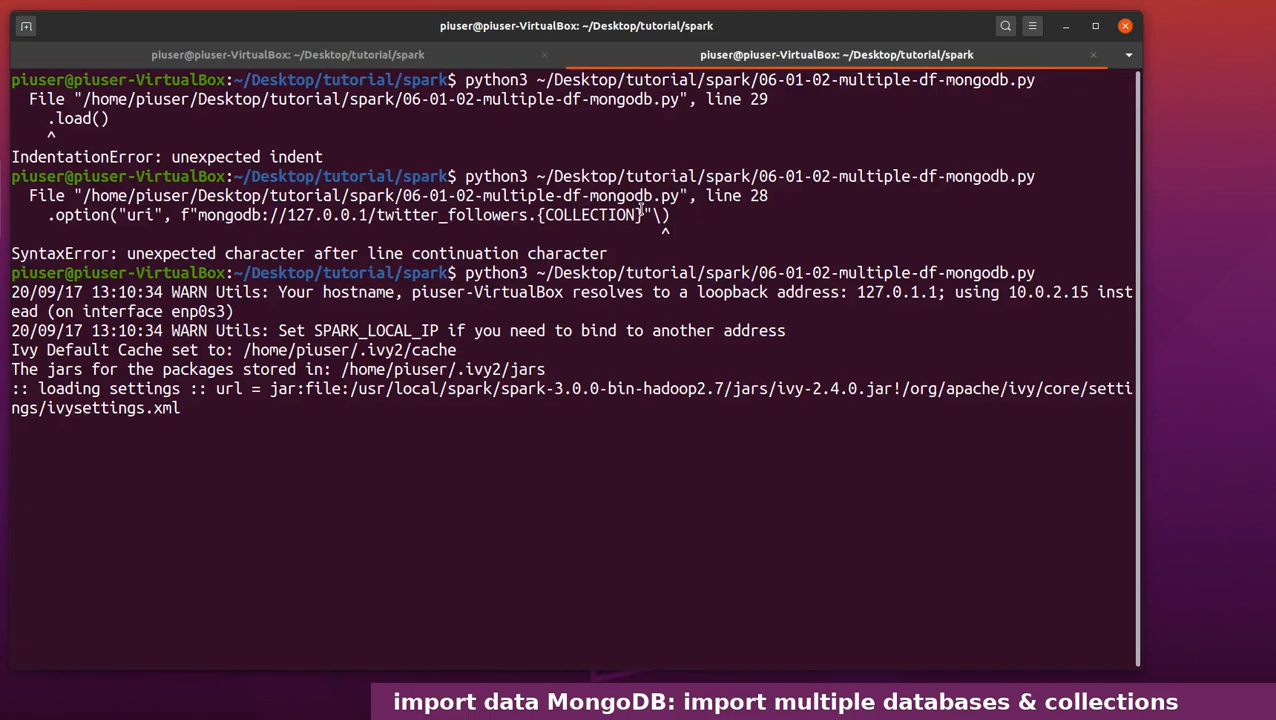 piuser@piuser-VirtualBox: ~/Desktop/tutorial/spark
piuser@piuser-VirtualBox: ~/Desktop/tutorial/spark
piuser@piuser-VirtualBox: ~/Desktop/tutorial/spark
piuser@piuser-VirtualBox:~/Desktop/tutorial/spark$ python3 ~/Desktop/tutorial/spark/06-01-02-multiple-df-mongodb.py
  File "/home/piuser/Desktop/tutorial/spark/06-01-02-multiple-df-mongodb.py", line 29
    .load()
    ^
IndentationError: unexpected indent
piuser@piuser-VirtualBox:~/Desktop/tutorial/spark$ python3 ~/Desktop/tutorial/spark/06-01-02-multiple-df-mongodb.py
  File "/home/piuser/Desktop/tutorial/spark/06-01-02-multiple-df-mongodb.py", line 28
    .option("uri", f"mongodb://127.0.0.1/twitter_followers.{COLLECTION}"\)
                                                                          ^
SyntaxError: unexpected character after line continuation character
piuser@piuser-VirtualBox:~/Desktop/tutorial/spark$ python3 ~/Desktop/tutorial/spark/06-01-02-multiple-df-mongodb.py
20/09/17 13:10:34 WARN Utils: Your hostname, piuser-VirtualBox resolves to a loopback address: 127.0.1.1; using 10.0.2.15 inst
ead (on interface enp0s3)
20/09/17 13:10:34 WARN Utils: Set SPARK_LOCAL_IP if you need to bind to another address
Ivy Default Cache set to: /home/piuser/.ivy2/cache
The jars for the packages stored in: /home/piuser/.ivy2/jars
:: loading settings :: url = jar:file:/usr/local/spark/spark-3.0.0-bin-hadoop2.7/jars/ivy-2.4.0.jar!/org/apache/ivy/core/setti
ngs/ivysettings.xml
import data MongoDB: import multiple databases & collections